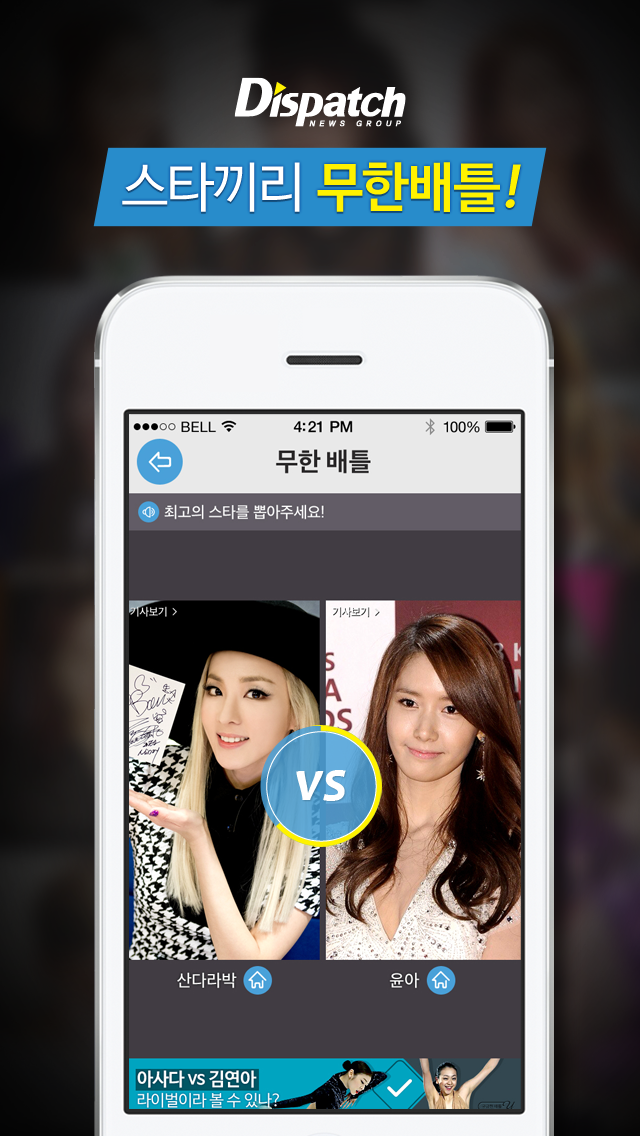 Dispatch
NEWS GROUP
스타끼리 무한배틀!
BELL 4:21 PM 100%
무한 배틀
최고의 스타를 뽑아주세요!
기사보기 >
기사보기 >
VS
산다라박
윤아
아사다 vs 김연아
라이벌이라 볼 수 있나?